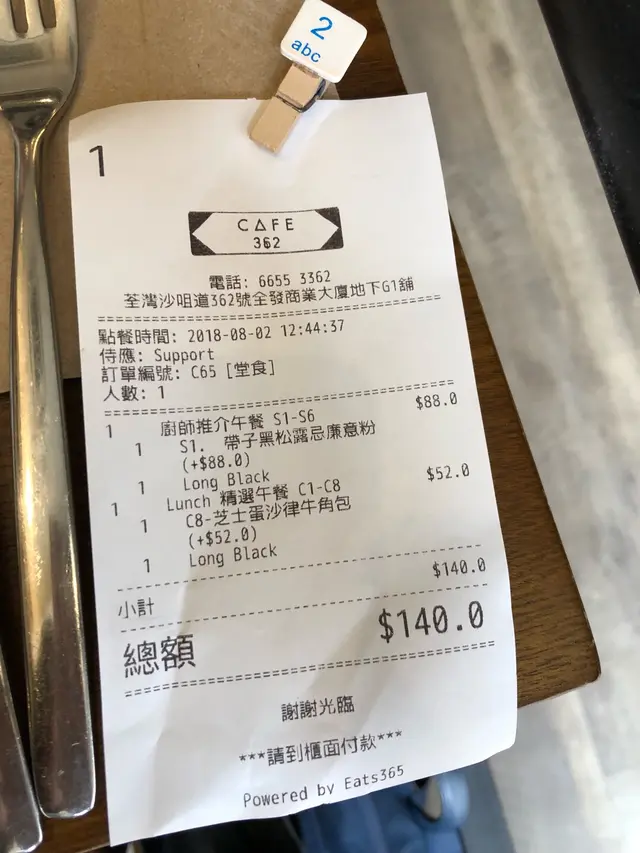 2
abc
1
CAFE
362
電話: 6655 3362
荃灣沙咀道362號全發商業大廈地下G1舖
點餐時間: 2018-08-02 12:44:37
侍應: Support
訂單編號: C65 [堂食]
人數: 1
1 廚師推介午餐 S1-S6 $88.0
1 S1. 帶子黑松露忌廉意粉
(+$88.0)
1 Long Black
1 Lunch 精選午餐 C1-C8 $52.0
1 C8-芝士蛋沙律牛角包
(+$52.0)
1 Long Black
小計 $140.0
總額 $140.0
謝謝光臨
***請到櫃面付款***
Powered by Eats365